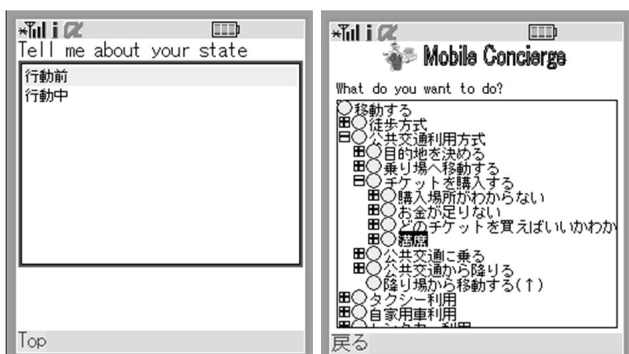 Tell me about your state
行動前
行動中
Top
Mobile Concierge
What do you want to do?
移動する
徒歩方式
公共交通利用方式
目的地を決める
乗り場へ移動する
チケットを購入する
購入場所がわからない
お金が足りない
どのチケットを買えばいいかわか
満席
公共交通に乗る
公共交通から降りる
降り場から移動する(↑)
タクシー利用
自家用車利用
戻る